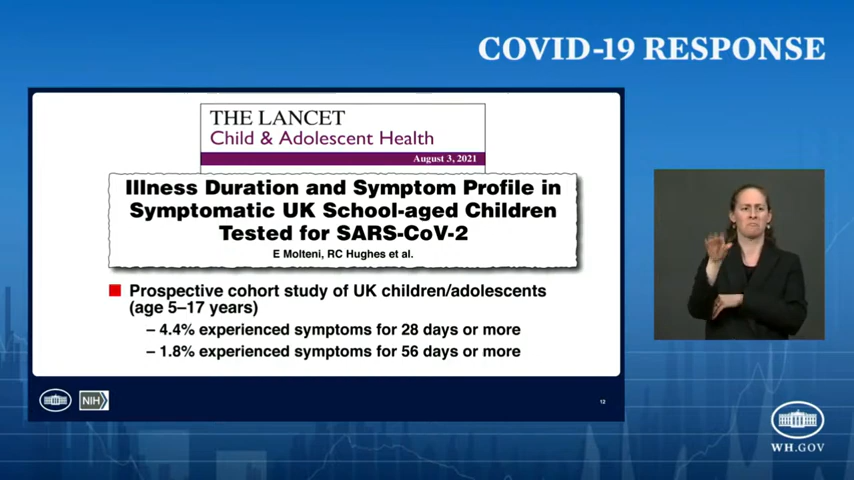 COVID-19 RESPONSE
THE LANCET
Child & Adolescent Health
August 3, 2021
Illness Duration and Symptom Profile in
Symptomatic UK School-aged Children
Tested for SARS-CoV-2
E Molteni, RC Hughes et al.
Prospective cohort study of UK children/adolescents
(age 5–17 years)
– 4.4% experienced symptoms for 28 days or more
– 1.8% experienced symptoms for 56 days or more
NIH
12
WH.GOV